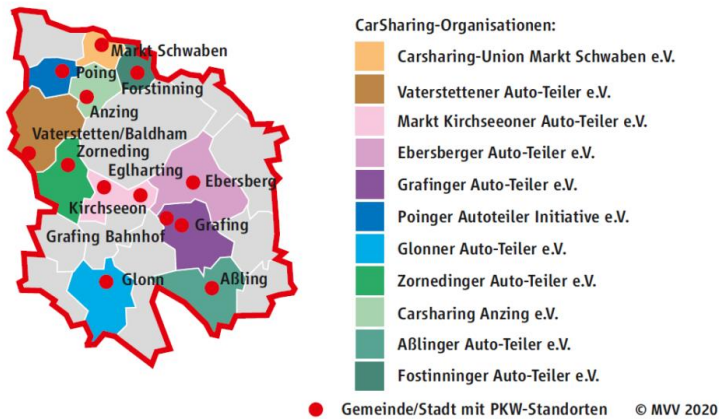 Markt Schwaben
Poing
Forstinning
Anzing
Vaterstetten/Baldham
Zorneding
Eglharting
Ebersberg
Kirchseeon
Grafing Bahnhof
Grafing
Glonn
Aßling
CarSharing-Organisationen:
Carsharing-Union Markt Schwaben e.V.
Vaterstettener Auto-Teiler e.V.
Markt Kirchseeoner Auto-Teiler e.V.
Ebersberger Auto-Teiler e.V.
Grafinger Auto-Teiler e.V.
Poinger Autoteiler Initiative e.V.
Glonner Auto-Teiler e.V.
Zornedinger Auto-Teiler e.V.
Carsharing Anzing e.V.
Aßlinger Auto-Teiler e.V.
Fostinninger Auto-Teiler e.V.
Gemeinde/Stadt mit PKW-Standorten © MVV 2020